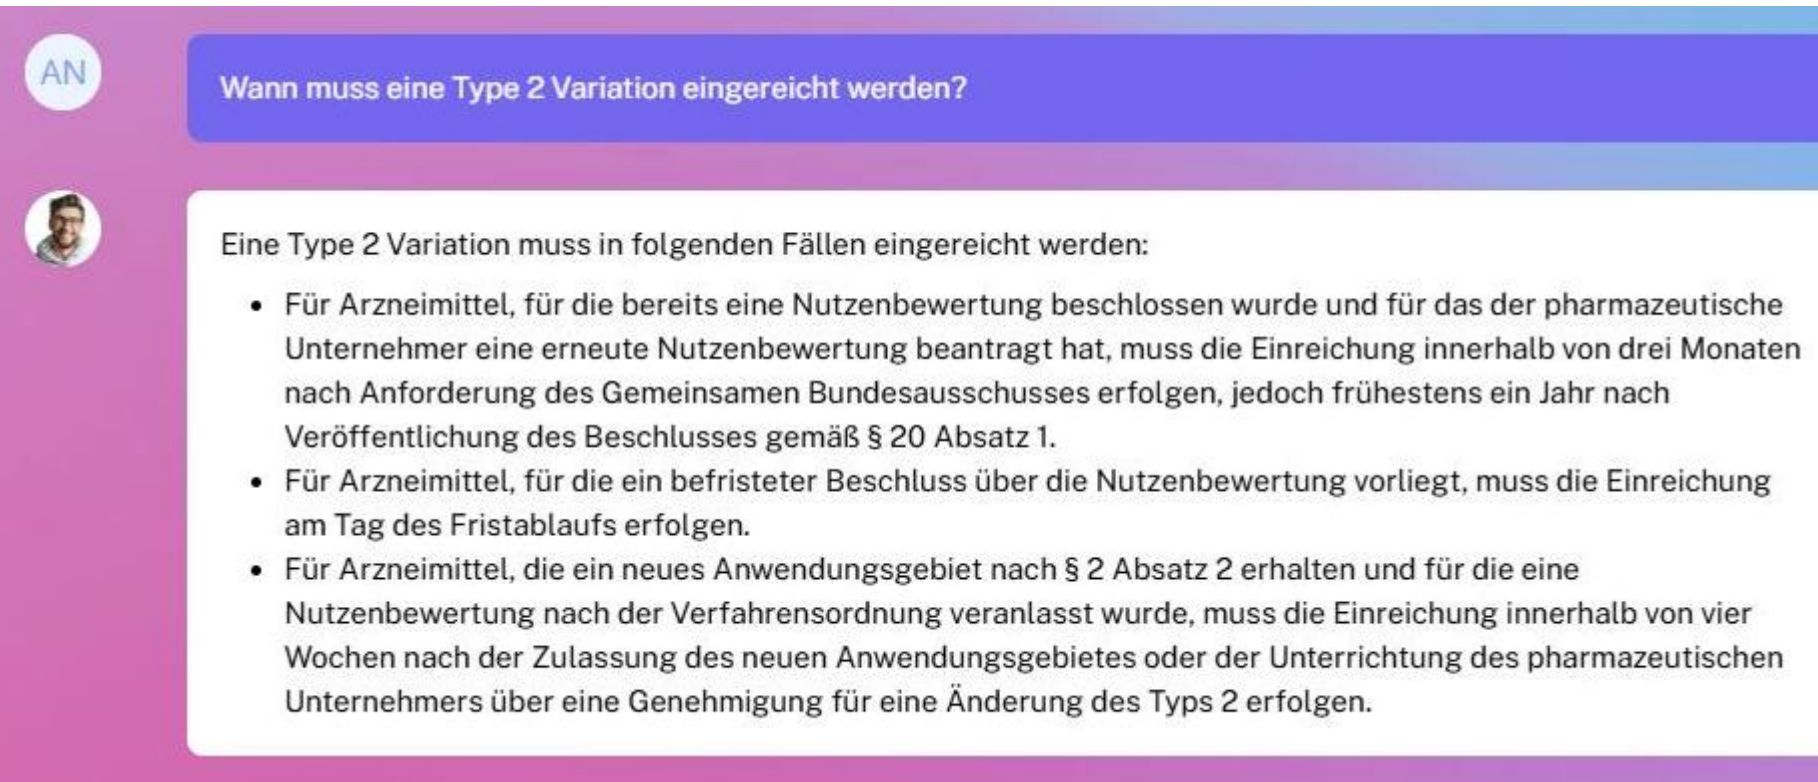 AN
Wann muss eine Type 2 Variation eingereicht werden?
Eine Type 2 Variation muss in folgenden Fällen eingereicht werden:
• Für Arzneimittel, für die bereits eine Nutzenbewertung beschlossen wurde und für das der pharmazeutische
Unternehmer eine erneute Nutzenbewertung beantragt hat, muss die Einreichung innerhalb von drei Monaten
nach Anforderung des Gemeinsamen Bundesausschusses erfolgen, jedoch frühestens ein Jahr nach
Veröffentlichung des Beschlusses gemäß § 20 Absatz 1.
• Für Arzneimittel, für die ein befristeter Beschluss über die Nutzenbewertung vorliegt, muss die Einreichung
am Tag des Fristablaufs erfolgen.
• Für Arzneimittel, die ein neues Anwendungsgebiet nach § 2 Absatz 2 erhalten und für die eine
Nutzenbewertung nach der Verfahrensordnung veranlasst wurde, muss die Einreichung innerhalb von vier
Wochen nach der Zulassung des neuen Anwendungsgebietes oder der Unterrichtung des pharmazeutischen
Unternehmers über eine Genehmigung für eine Änderung des Typs 2 erfolgen.